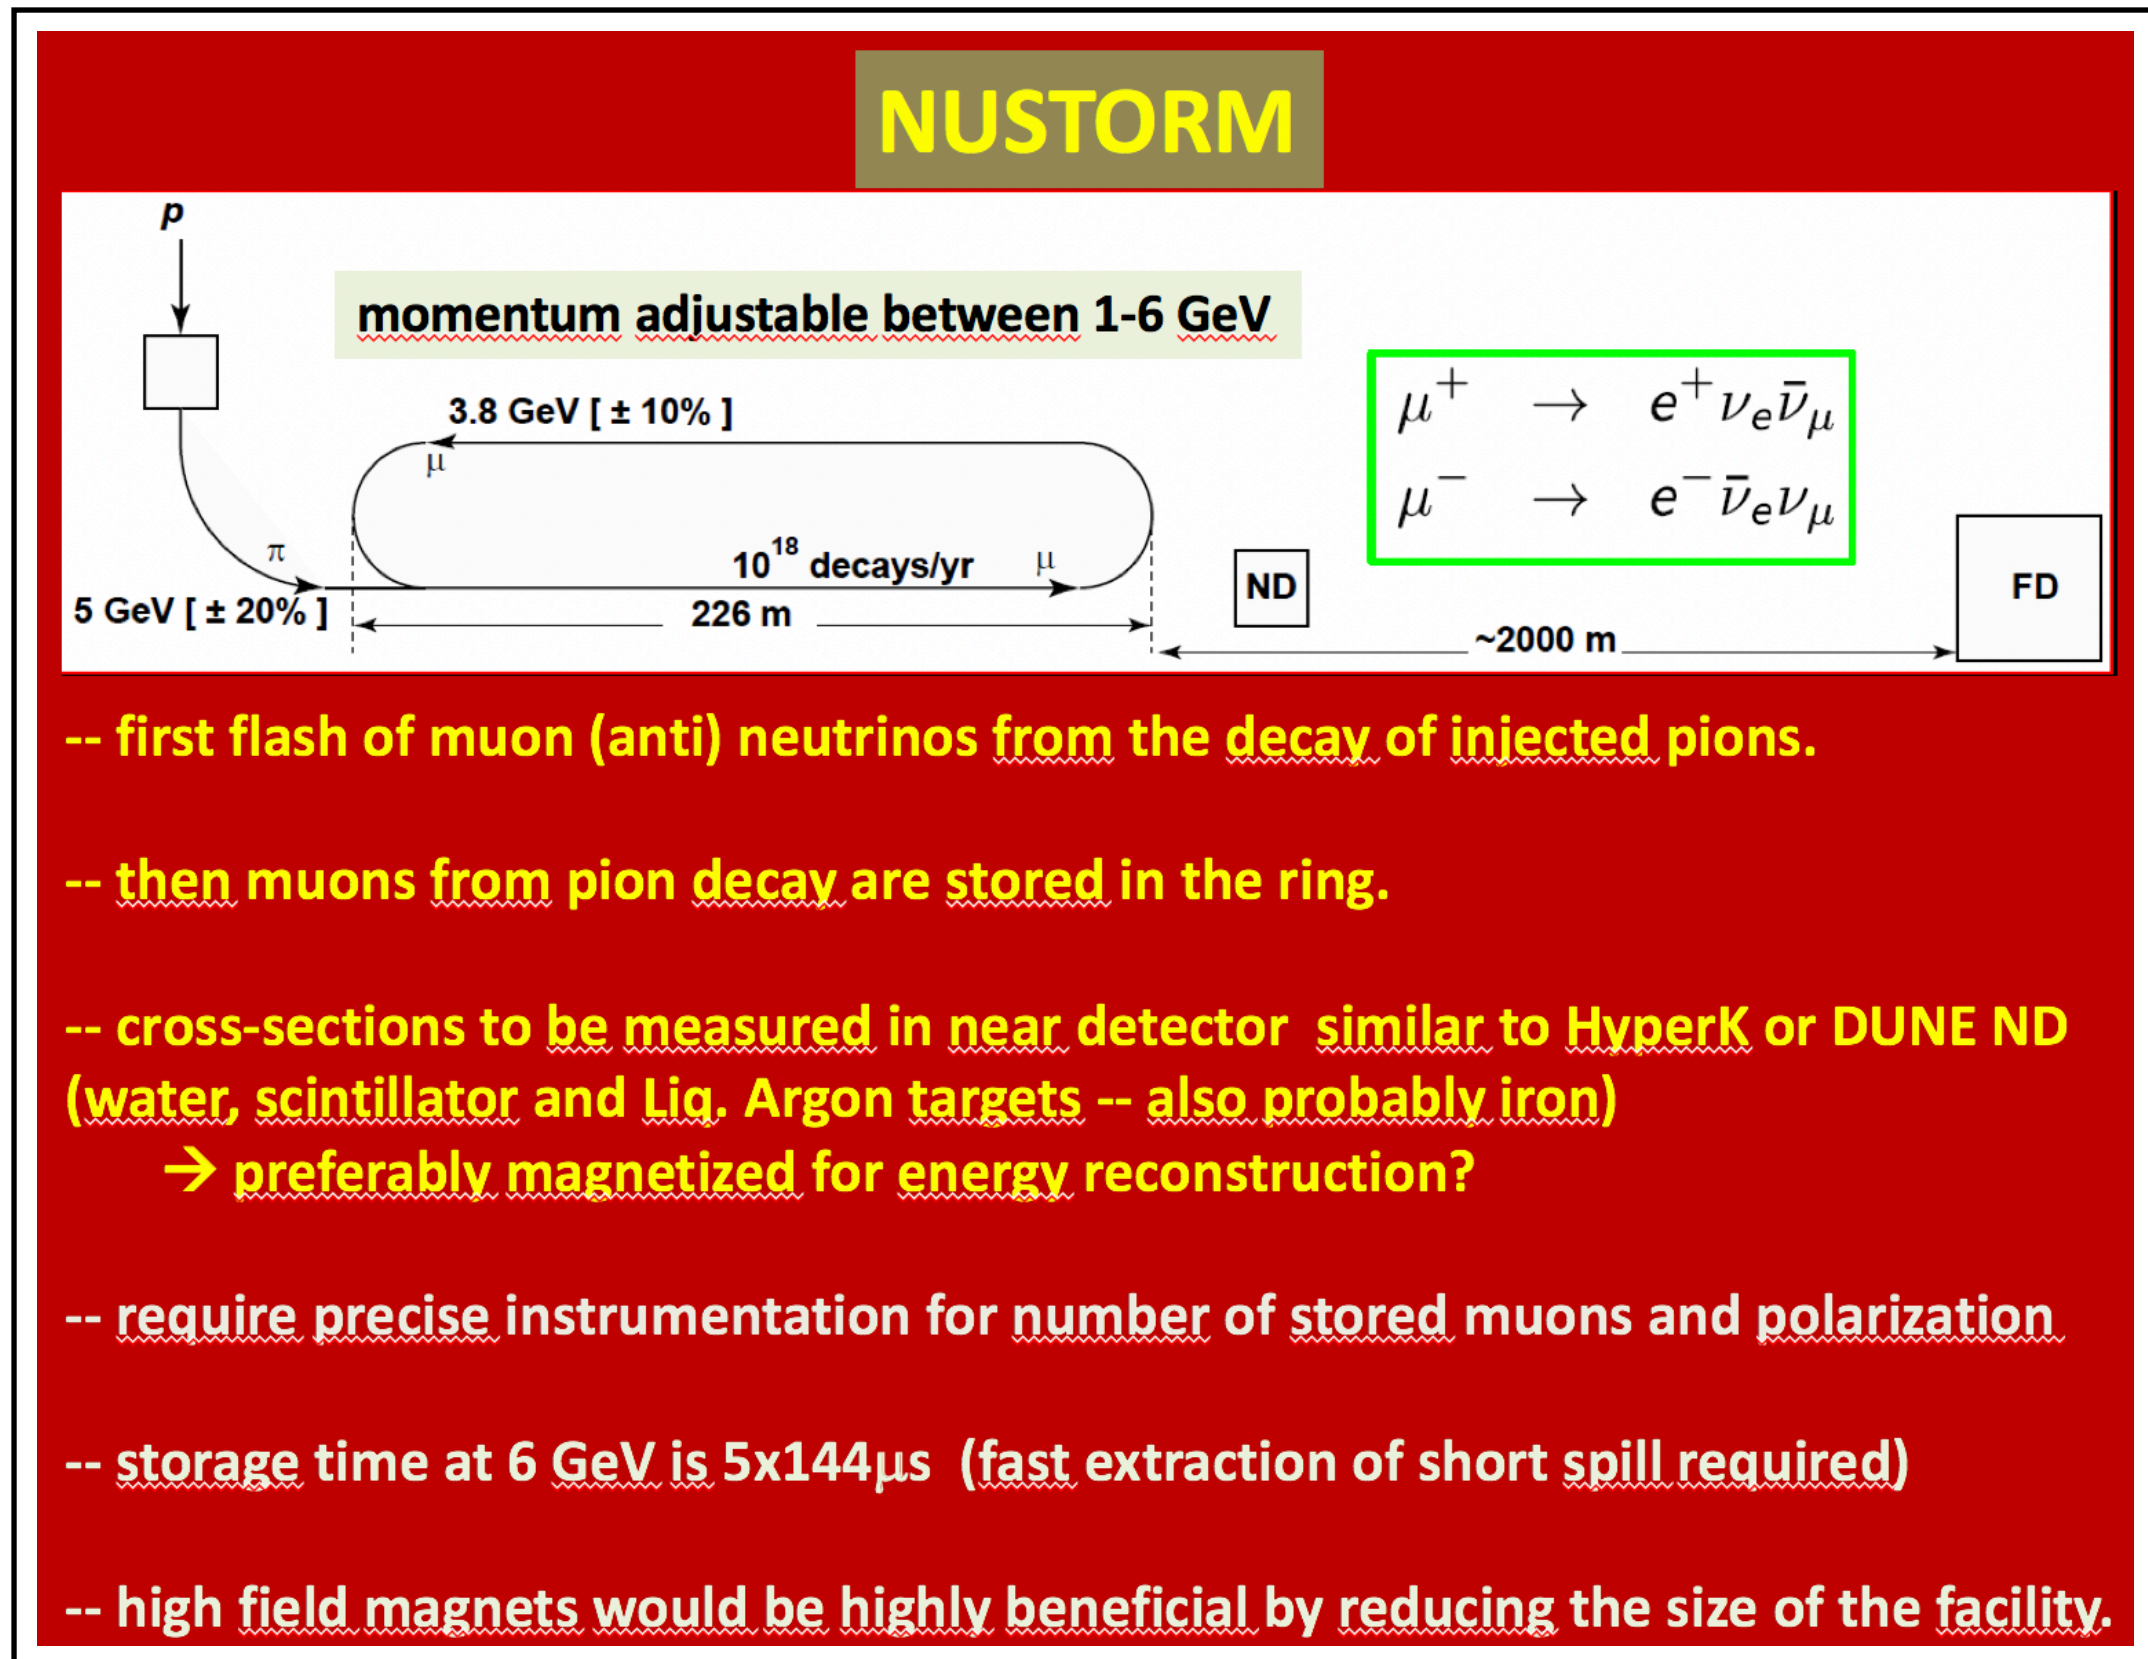 NUSTORM
p
momentum adjustable between 1-6 GeV
3.8 GeV [ ± 10% ]
μ
μ⁺ → e⁺ νₑ ν̄_μ
μ⁻ → e⁻ ν̄ₑ ν_μ
π
10¹⁸ decays/yr
μ
ND
FD
5 GeV [ ± 20% ]
226 m
~2000 m
-- first flash of muon (anti) neutrinos from the decay of injected pions.
-- then muons from pion decay are stored in the ring.
-- cross-sections to be measured in near detector similar to HyperK or DUNE ND
(water, scintillator and Liq. Argon targets -- also probably iron)
→ preferably magnetized for energy reconstruction?
-- require precise instrumentation for number of stored muons and polarization
-- storage time at 6 GeV is 5x144μs (fast extraction of short spill required)
-- high field magnets would be highly beneficial by reducing the size of the facility.